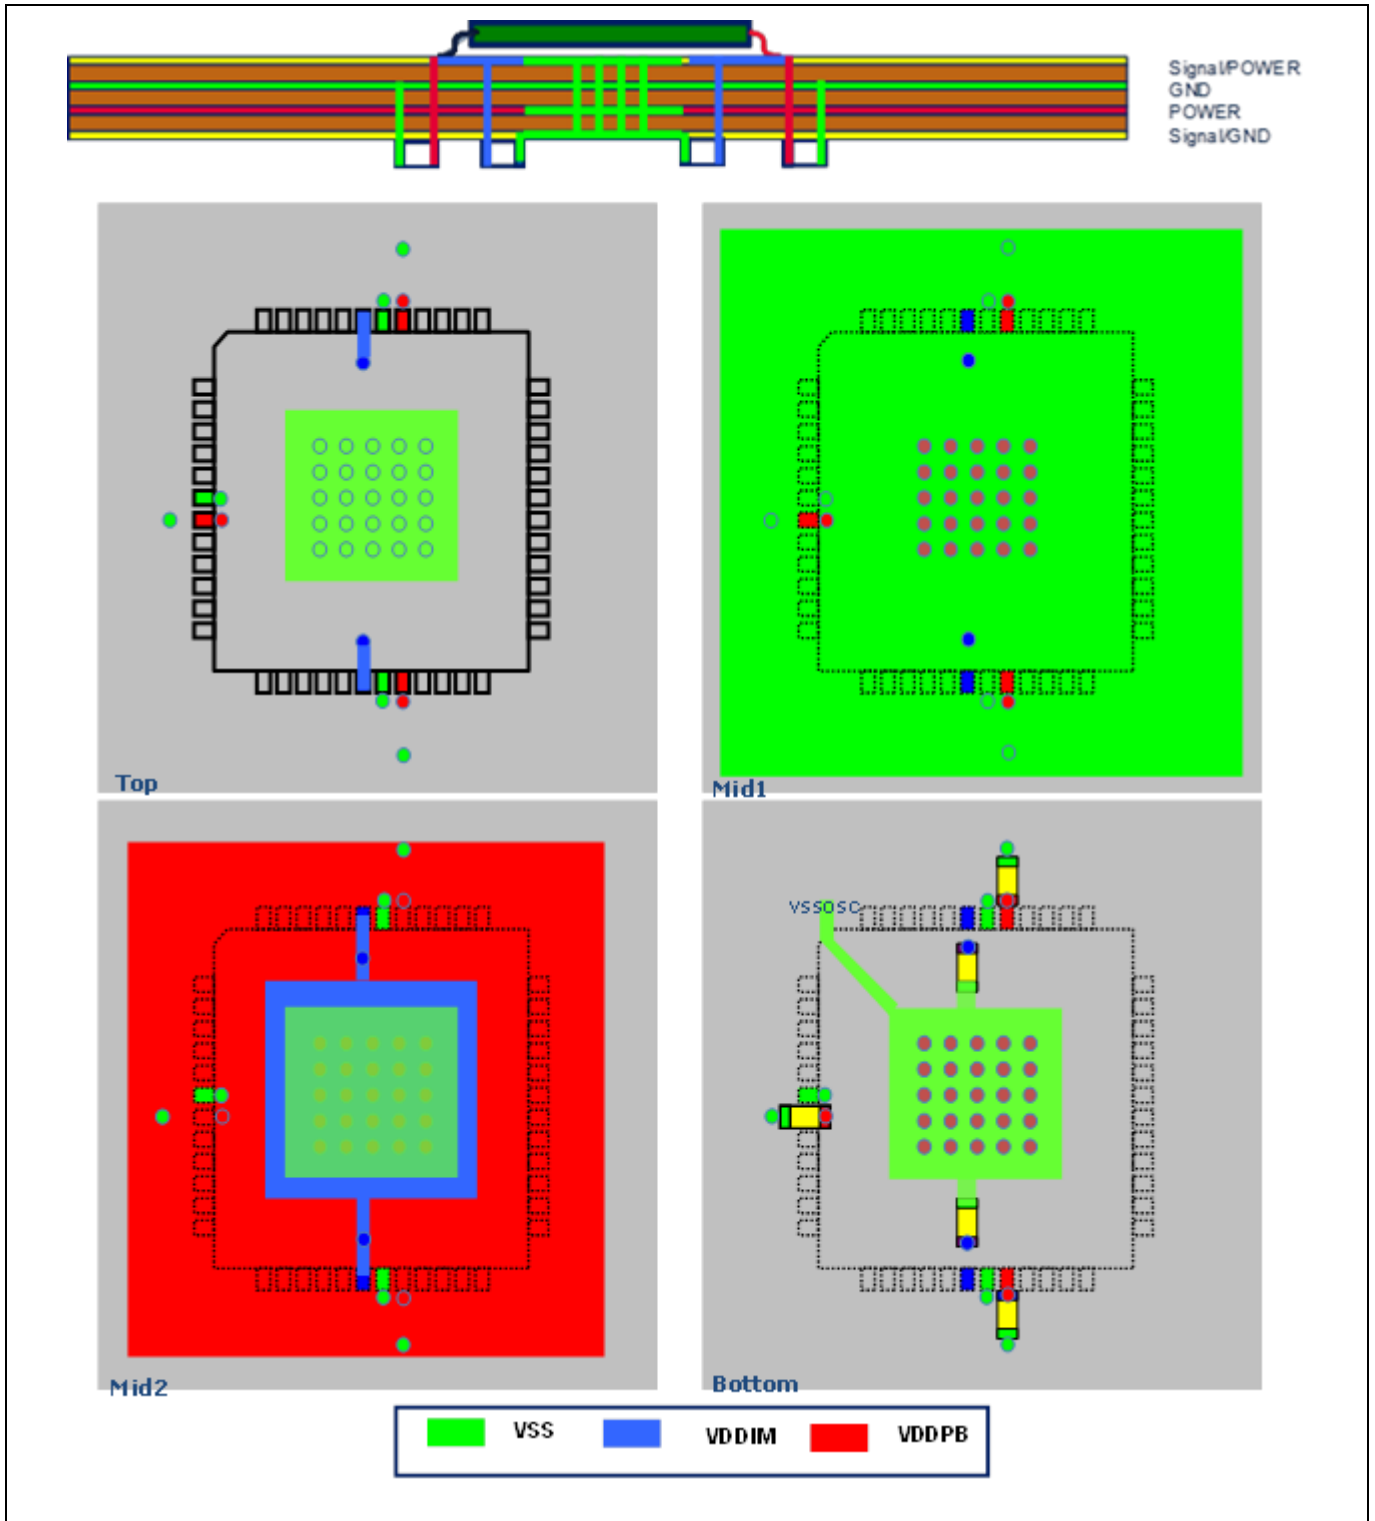 Signal/POWER
GND
POWER
Signal/GND
Top
Mid1
VSSOSC
Mid2
Bottom
VSS
VDDIM
VDDPB